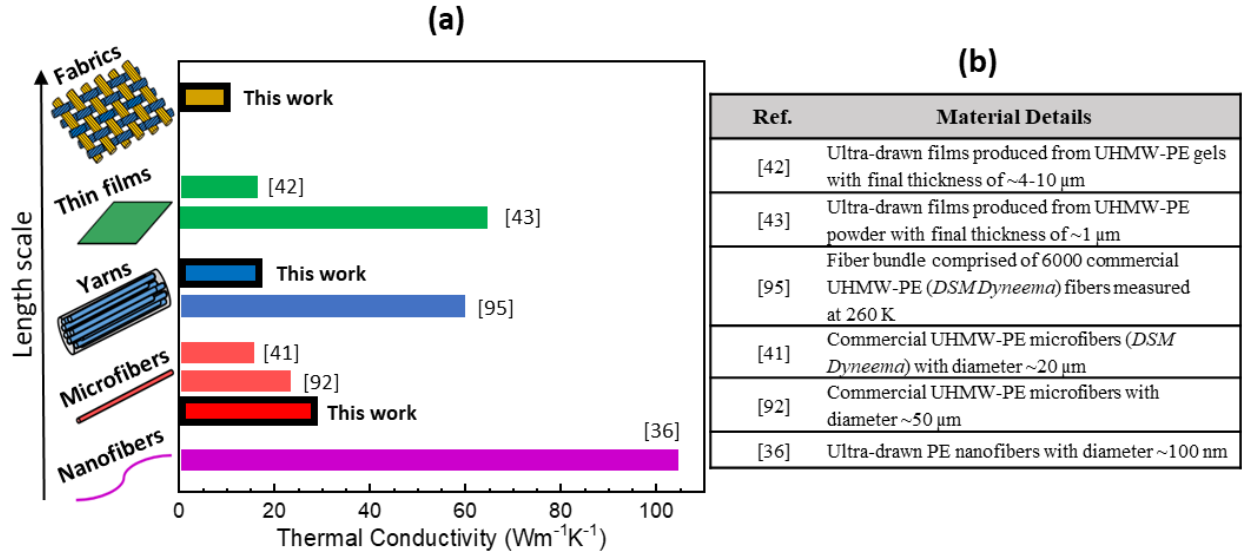 (a)
Length scale
Fabrics
Thin films
Yarns
Microfibers
Nanofibers
This work
[42]
[43]
This work
[95]
[41]
[92]
This work
[36]
0 20 40 60 80 100
Thermal Conductivity (Wm⁻¹K⁻¹)
(b)
Ref. Material Details
[42] Ultra-drawn films produced from UHMW-PE gels
with final thickness of ~4-10 μm
[43] Ultra-drawn films produced from UHMW-PE
powder with final thickness of ~1 μm
[95] Fiber bundle comprised of 6000 commercial
UHMW-PE (DSM Dyneema) fibers measured
at 260 K
[41] Commercial UHMW-PE microfibers (DSM
Dyneema) with diameter ~20 μm
[92] Commercial UHMW-PE microfibers with
diameter ~50 μm
[36] Ultra-drawn PE nanofibers with diameter ~100 nm